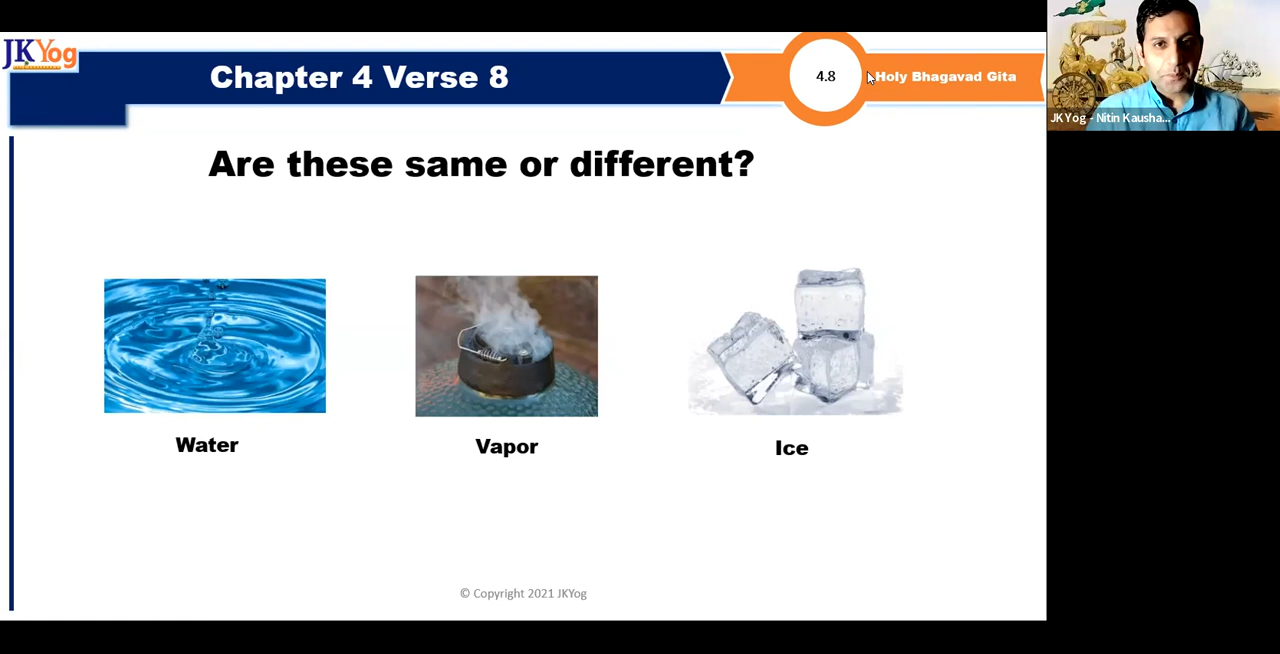 JKYog
Chapter 4 Verse 8
4.8
Holy Bhagavad Gita
JKYog - Nitin Kausha...
Are these same or different?
Water
Vapor
Ice
© Copyright 2021 JKYog